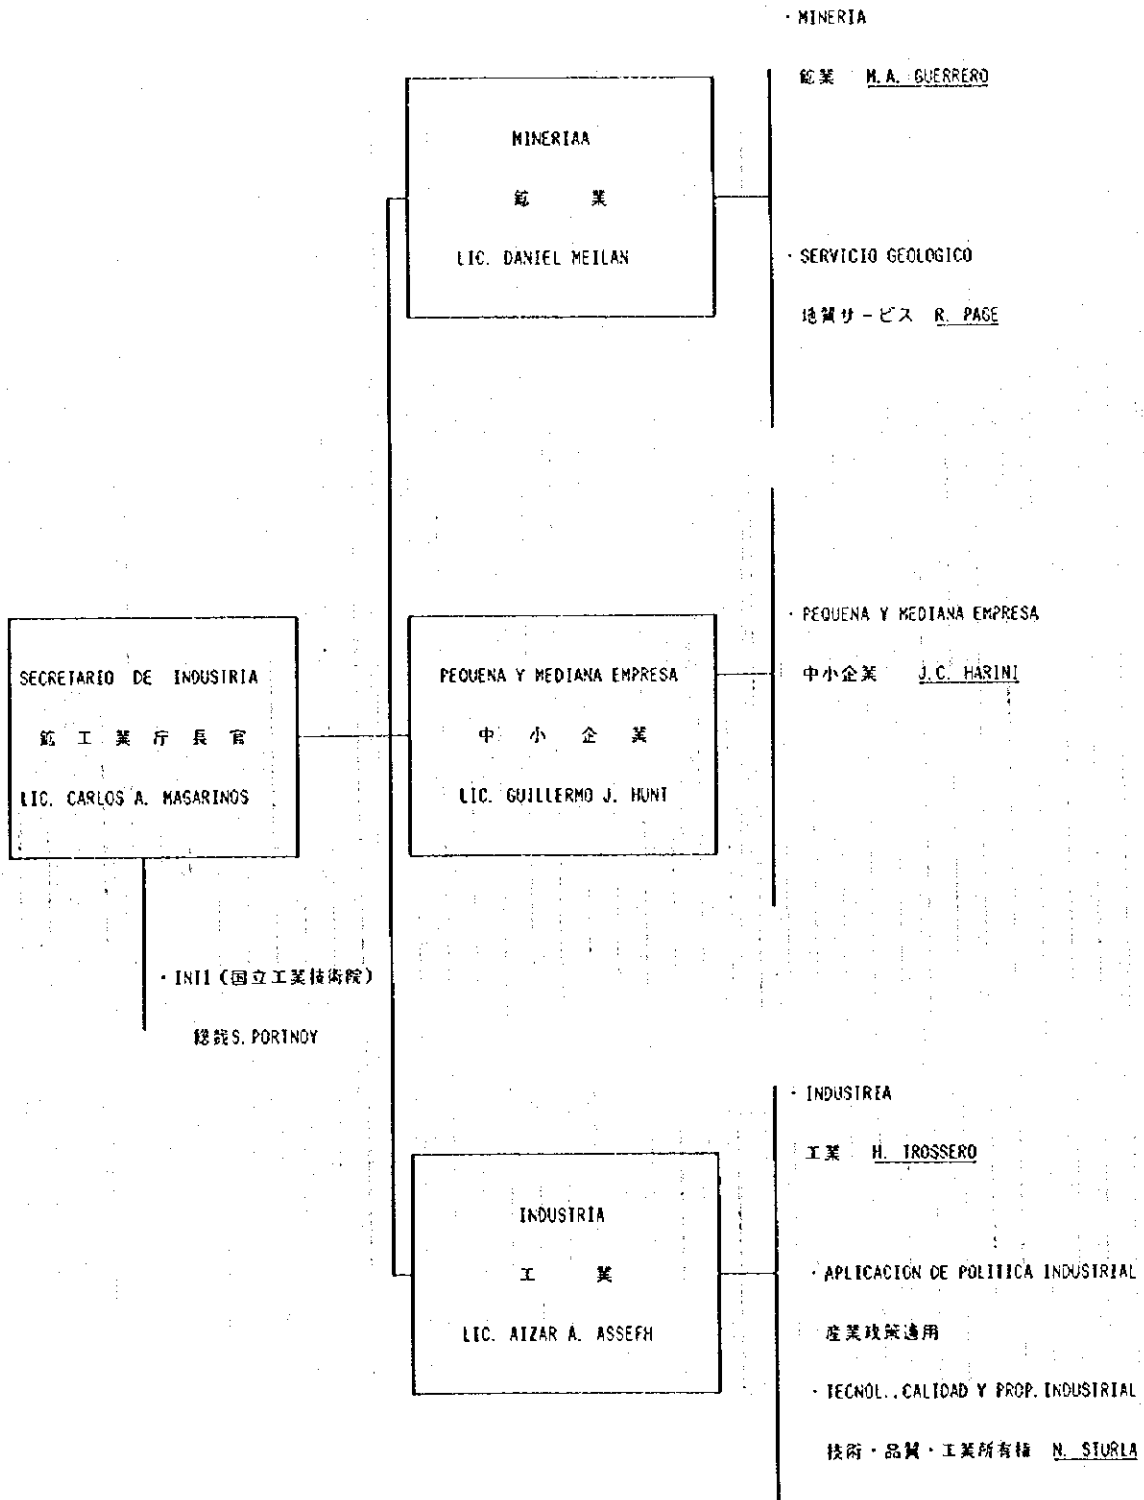 SECRETARIO DE INDUSTRIA
鉱工業庁長官
LIC. CARLOS A. MAGARINOS
・INTI (国立工業技術院)
総裁 S. PORTNOY
MINERIAA
鉱 業
LIC. DANIEL MEILAN
・MINERIA
鉱業 M.A. GUERRERO
・SERVICIO GEOLOGICO
地質サービス R. PAGE
PEQUENA Y MEDIANA EMPRESA
中小企業
LIC. GUILLERMO J. HUNT
・PEQUENA Y MEDIANA EMPRESA
中小企業 J.C. MARINI
INDUSTRIA
工 業
LIC. AIZAR A. ASSEFH
・INDUSTRIA
工業 H. TROSSERO
・APLICACION DE POLITICA INDUSTRIAL
産業政策適用
・TECNOL., CALIDAD Y PROP. INDUSTRIAL
技術・品質・工業所有権 N. STURLA